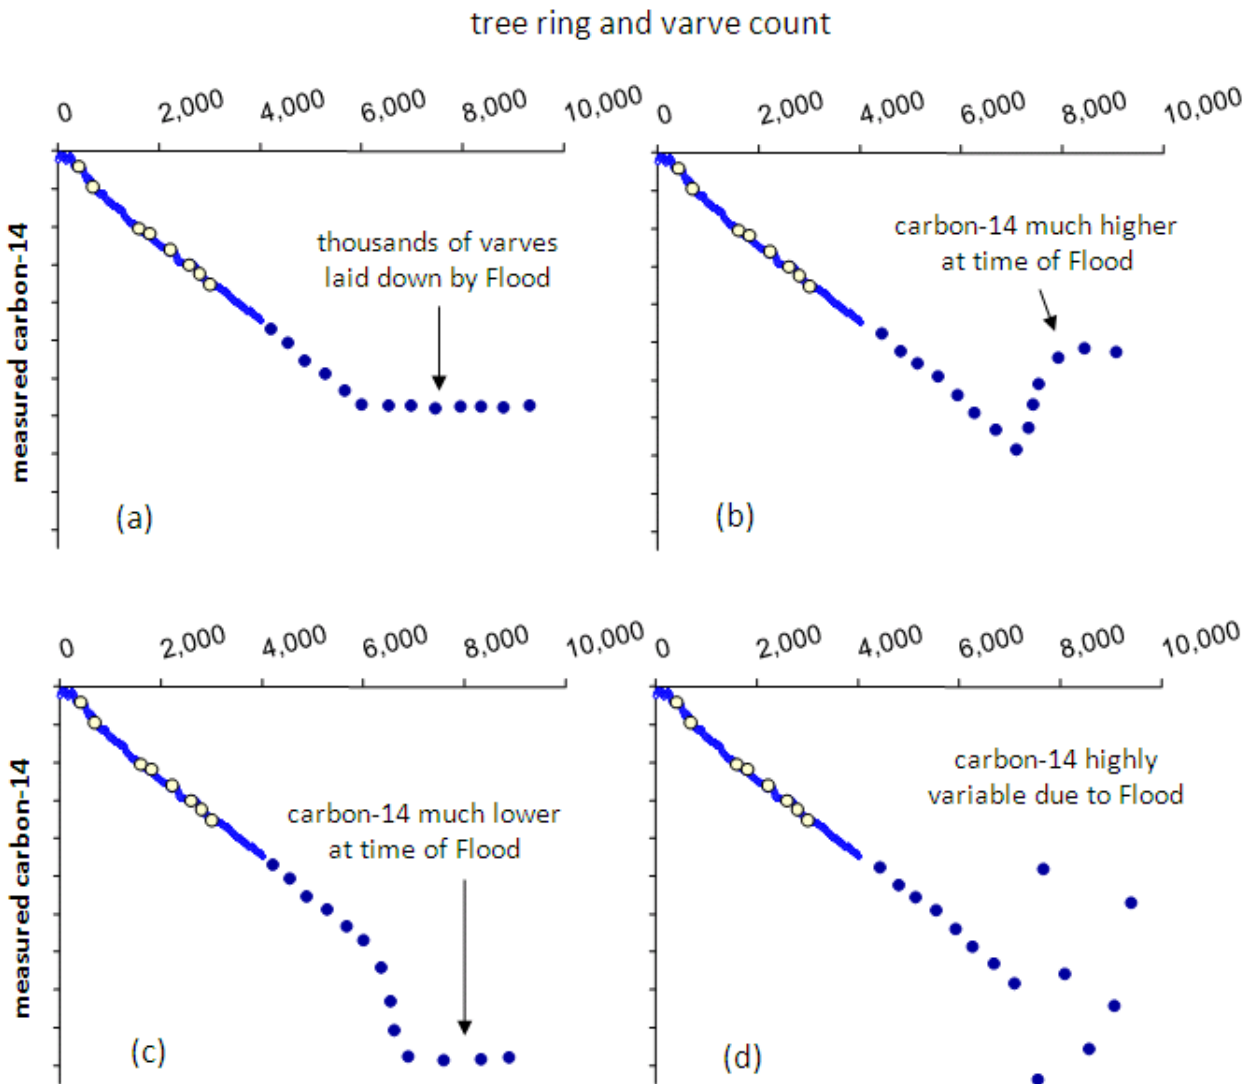 tree ring and varve count
0 2,000 4,000 6,000 8,000 10,000
0 2,000 4,000 6,000 8,000 10,000
measured carbon-14
thousands of varves
laid down by Flood
carbon-14 much higher
at time of Flood
(a)
(b)
0 2,000 4,000 6,000 8,000 10,000
0 2,000 4,000 6,000 8,000 10,000
measured carbon-14
carbon-14 much lower
at time of Flood
carbon-14 highly
variable due to Flood
(c)
(d)